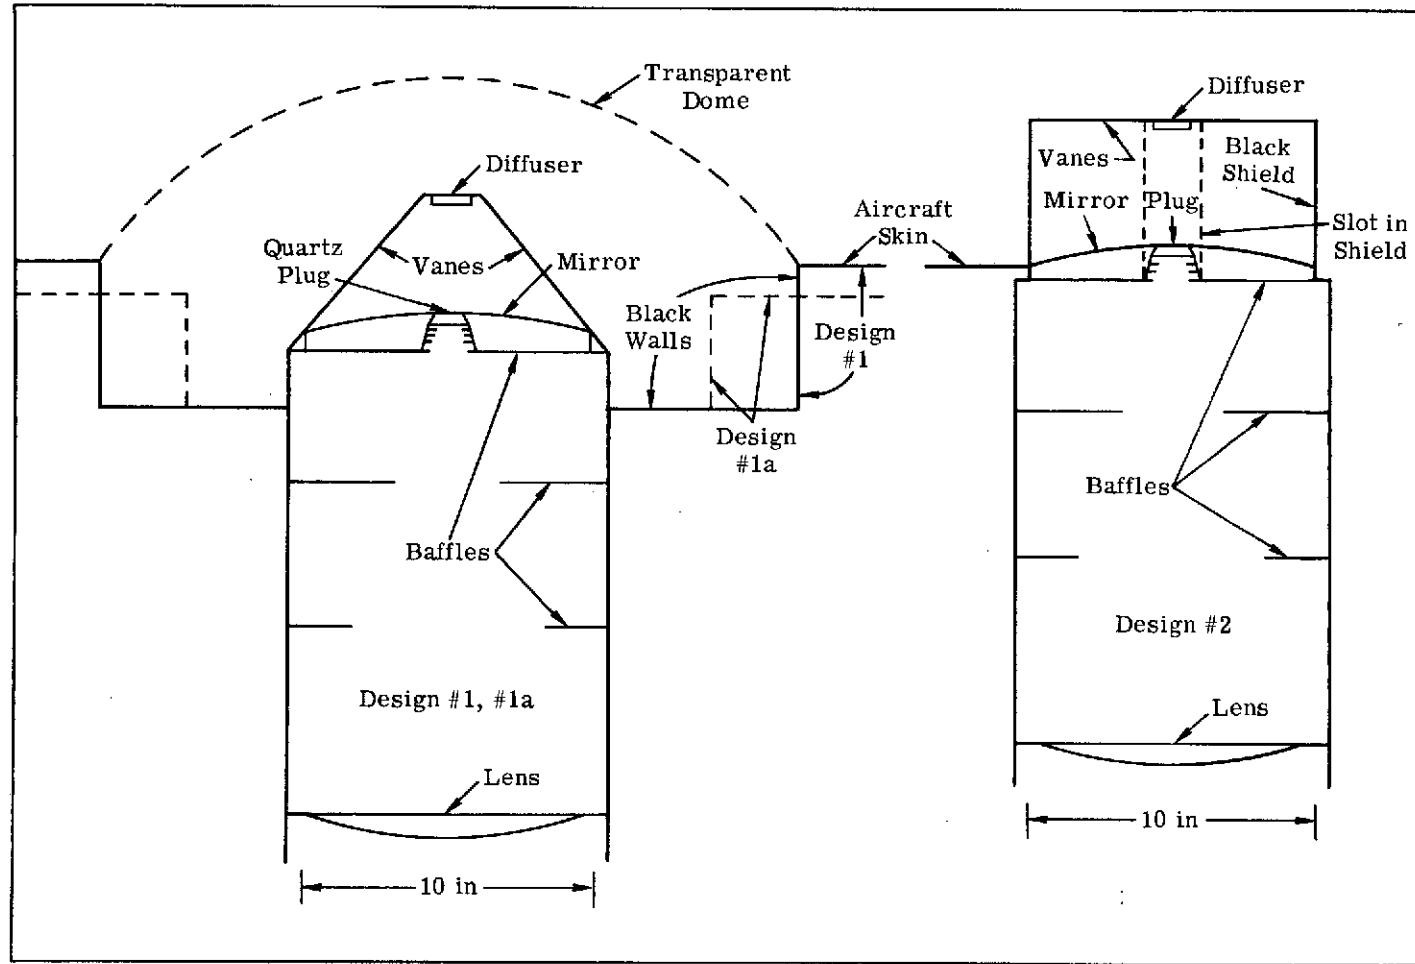 Transparent
Dome
Diffuser
Quartz
Plug
Vanes
Mirror
Black
Walls
Aircraft
Skin
Design
#1
Design
#1a
Baffles
Design #1, #1a
Lens
10 in
Diffuser
Vanes
Black
Shield
Mirror
Plug
Slot in
Shield
Baffles
Design #2
Lens
10 in